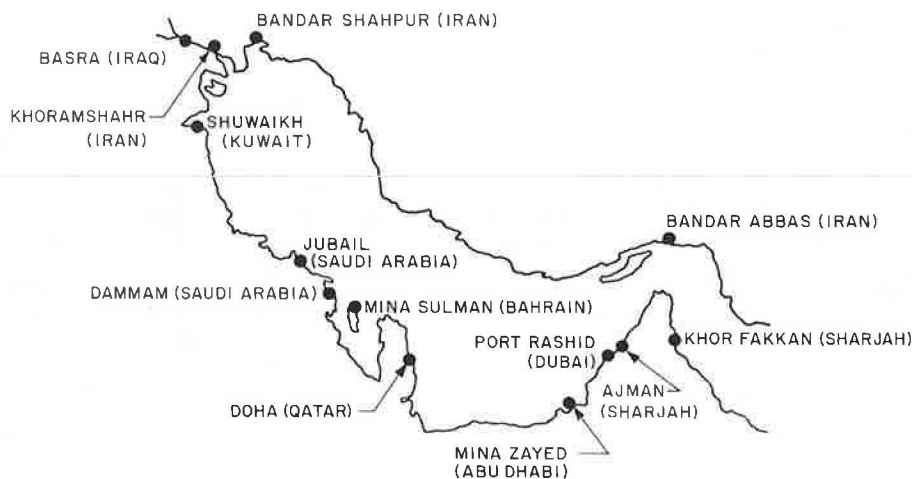 BANDAR SHAHPUR (IRAN)
BASRA (IRAQ)
KHORAMSHAHR
(IRAN)
SHUWAIKH
(KUWAIT)
BANDAR ABBAS (IRAN)
JUBAIL
(SAUDI ARABIA)
DAMMAM (SAUDI ARABIA)
MINA SULMAN (BAHRAIN)
PORT RASHID
(DUBAI)
KHOR FAKKAN (SHARJAH)
AJMAN
(SHARJAH)
DOHA (QATAR)
MINA ZAYED
(ABU DHABI)